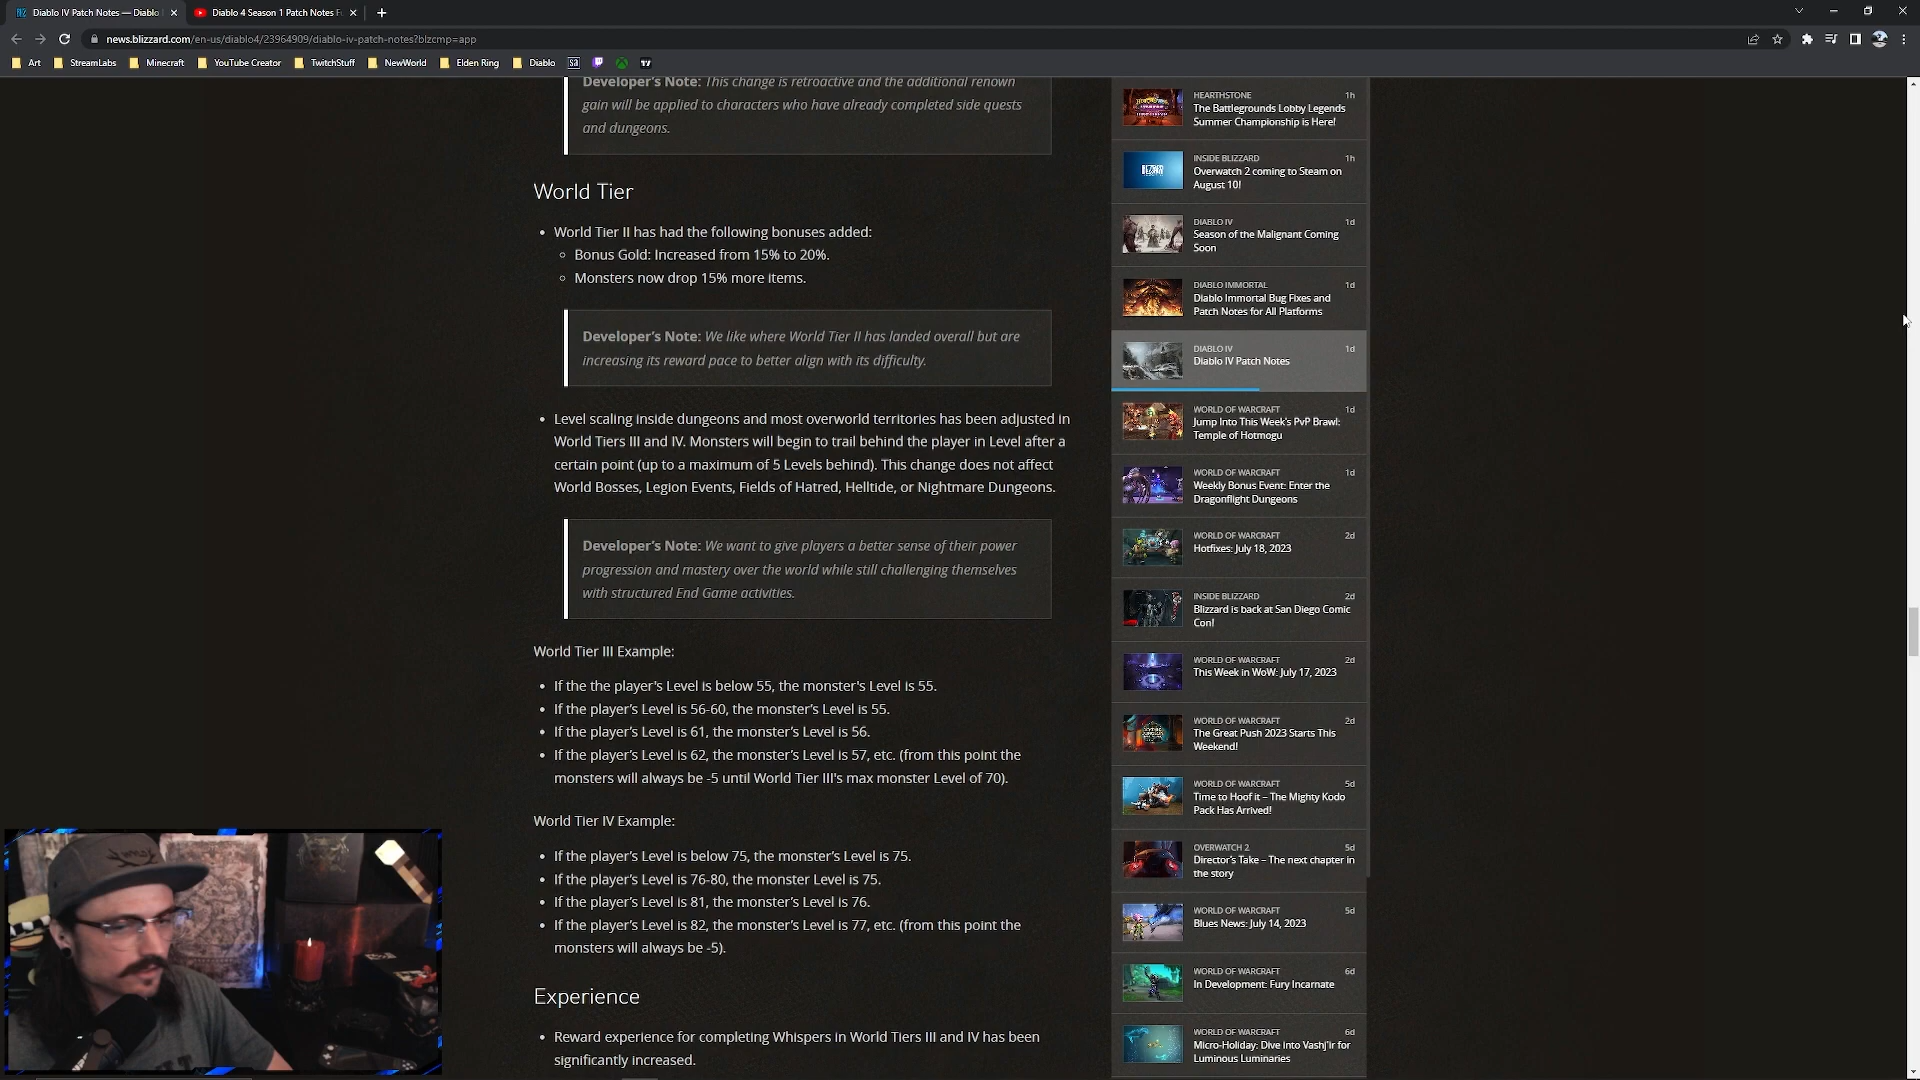 Diablo IV Patch Notes — Diablo
Diablo 4 Season 1 Patch Notes F
news.blizzard.com/en-us/diablo4/23964909/diablo-iv-patch-notes?blzcmp=app
Art
StreamLabs
Minecraft
YouTube Creator
TwitchStuff
NewWorld
Elden Ring
Diablo
Developer's Note: This change is retroactive and the additional renown
gain will be applied to characters who have already completed side quests
and dungeons.
World Tier
• World Tier II has had the following bonuses added:
◦ Bonus Gold: Increased from 15% to 20%.
◦ Monsters now drop 15% more items.
Developer's Note: We like where World Tier II has landed overall but are
increasing its reward pace to better align with its difficulty.
• Level scaling inside dungeons and most overworld territories has been adjusted in
World Tiers III and IV. Monsters will begin to trail behind the player in Level after a
certain point (up to a maximum of 5 Levels behind). This change does not affect
World Bosses, Legion Events, Fields of Hatred, Helltide, or Nightmare Dungeons.
Developer's Note: We want to give players a better sense of their power
progression and mastery over the world while still challenging themselves
with structured End Game activities.
World Tier III Example:
• If the the player's Level is below 55, the monster's Level is 55.
• If the player's Level is 56-60, the monster's Level is 55.
• If the player's Level is 61, the monster's Level is 56.
• If the player's Level is 62, the monster's Level is 57, etc. (from this point the
monsters will always be -5 until World Tier III's max monster Level of 70).
World Tier IV Example:
• If the player's Level is below 75, the monster's Level is 75.
• If the player's Level is 76-80, the monster Level is 75.
• If the player's Level is 81, the monster's Level is 76.
• If the player's Level is 82, the monster's Level is 77, etc. (from this point the
monsters will always be -5).
Experience
• Reward experience for completing Whispers in World Tiers III and IV has been
significantly increased.
HEARTHSTONE 1h
The Battlegrounds Lobby Legends
Summer Championship is Here!
INSIDE BLIZZARD 1h
Overwatch 2 coming to Steam on
August 10!
DIABLO IV 1d
Season of the Malignant Coming
Soon
DIABLO IMMORTAL 1d
Diablo Immortal Bug Fixes and
Patch Notes for All Platforms
DIABLO IV 1d
Diablo IV Patch Notes
WORLD OF WARCRAFT 1d
Jump Into This Week's PvP Brawl:
Temple of Hotmogu
WORLD OF WARCRAFT 1d
Weekly Bonus Event: Enter the
Dragonflight Dungeons
WORLD OF WARCRAFT 2d
Hotfixes: July 18, 2023
INSIDE BLIZZARD 2d
Blizzard is back at San Diego Comic
Con!
WORLD OF WARCRAFT 2d
This Week in WoW: July 17, 2023
WORLD OF WARCRAFT 2d
The Great Push 2023 Starts This
Weekend!
WORLD OF WARCRAFT 5d
Time to Hoof it – The Mighty Kodo
Pack Has Arrived!
OVERWATCH 2 5d
Director's Take – The next chapter in
the story
WORLD OF WARCRAFT 5d
Blues News: July 14, 2023
WORLD OF WARCRAFT 6d
In Development: Fury Incarnate
WORLD OF WARCRAFT 6d
Micro-Holiday: Dive into Vashj'ir for
Luminous Luminaries